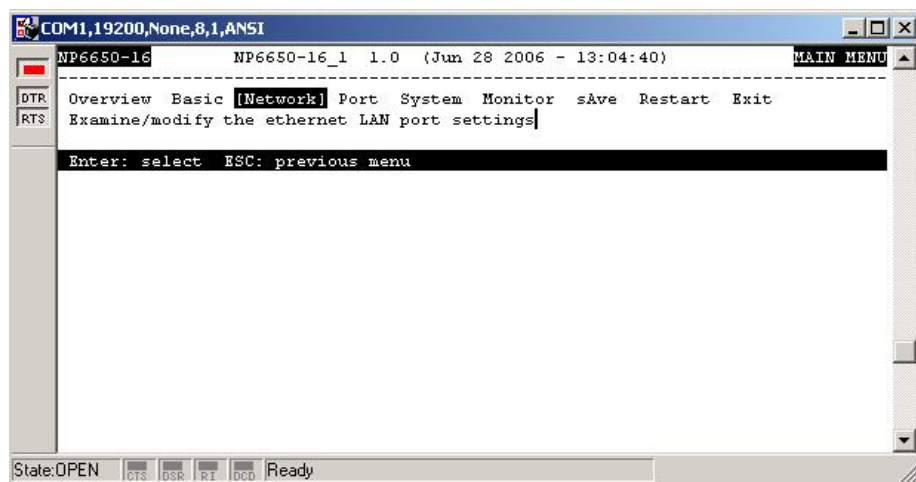 COM1,19200,None,8,1,ANSI
NP6650-16 NP6650-16_1 1.0 (Jun 28 2006 - 13:04:40) MAIN MENU
--------------------------------------------------------------------------------
DTR
RTS
Overview Basic [Network] Port System Monitor sAve Restart Exit
Examine/modify the ethernet LAN port settings
Enter: select ESC: previous menu
State:OPEN CTS DSR RI DCD Ready